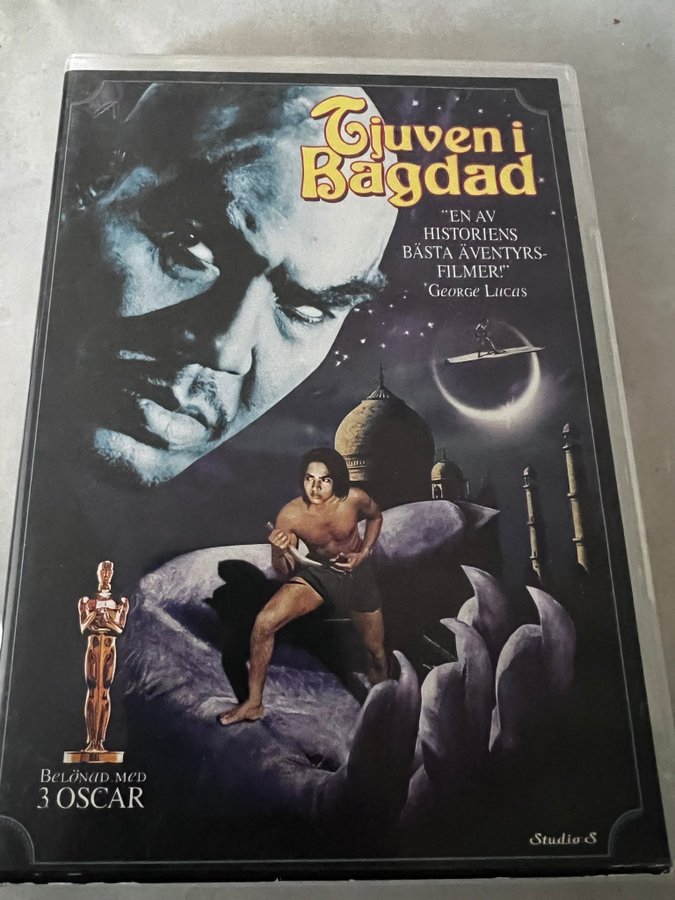 Tjuven i
Bagdad
"EN AV
HISTORIENS
BÄSTA ÄVENTYRS-
FILMER!"
*George Lucas
Belönad med
3 OSCAR
Studio S